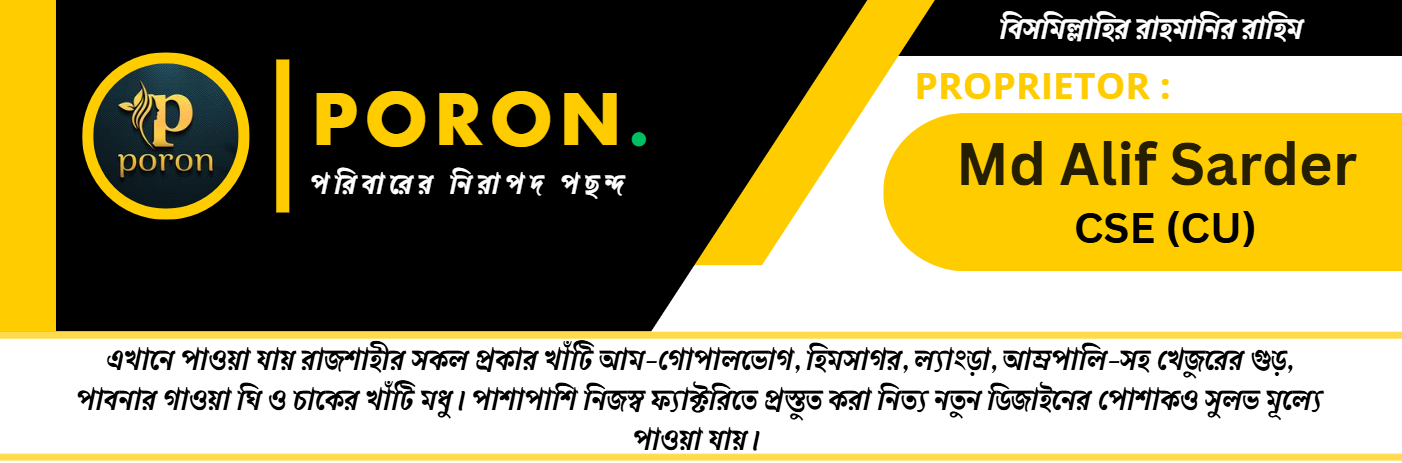 বিসমিল্লাহির রাহমানির রাহিম
p
poron
PORON.
পরিবারের নিরাপদ পছন্দ
PROPRIETOR :
Md Alif Sarder
CSE (CU)
এখানে পাওয়া যায় রাজশাহীর সকল প্রকার খাঁটি আম-গোপালভোগ, হিমসাগর, ল্যাংড়া, আম্রপালি-সহ খেজুরের গুড়,
পাবনার গাওয়া ঘি ও চাকের খাঁটি মধু। পাশাপাশি নিজস্ব ফ্যাক্টরিতে প্রস্তুত করা নিত্য নতুন ডিজাইনের পোশাকও সুলভ মূল্যে
পাওয়া যায়।